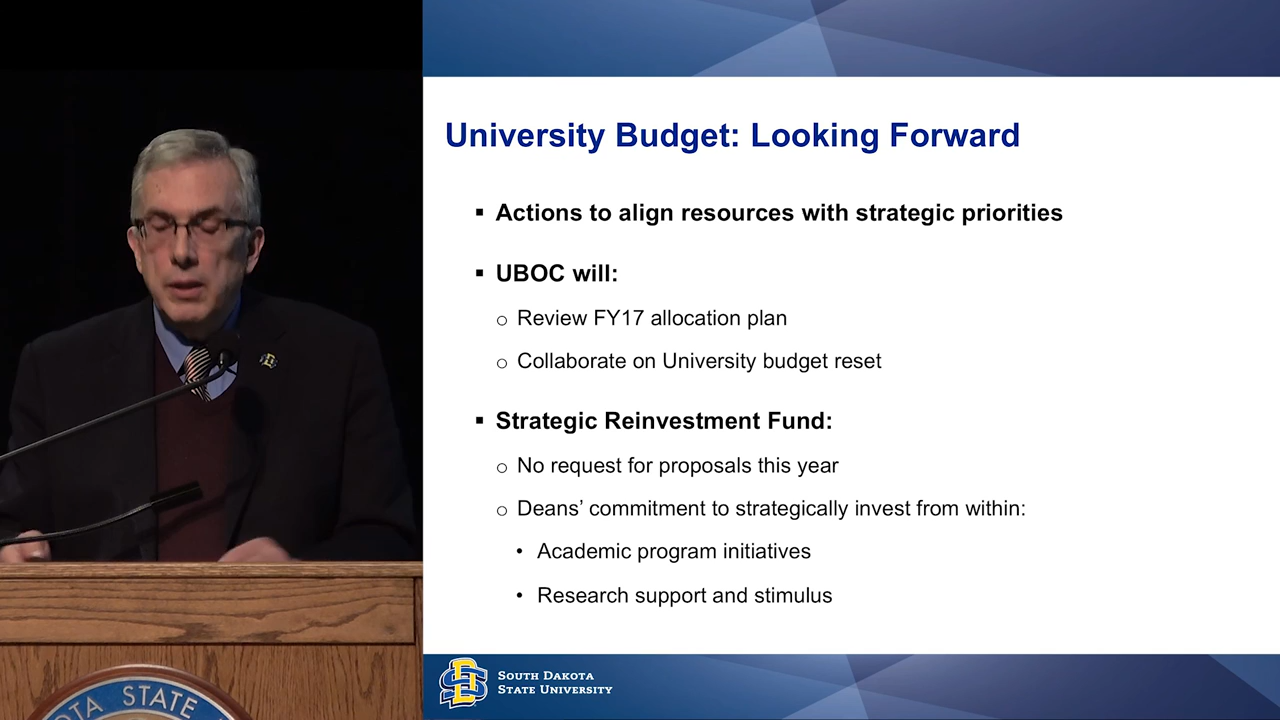 University Budget: Looking Forward
▪ Actions to align resources with strategic priorities
▪ UBOC will:
o Review FY17 allocation plan
o Collaborate on University budget reset
▪ Strategic Reinvestment Fund:
o No request for proposals this year
o Deans’ commitment to strategically invest from within:
• Academic program initiatives
• Research support and stimulus
SOUTH DAKOTA
STATE UNIVERSITY
OTA STATE